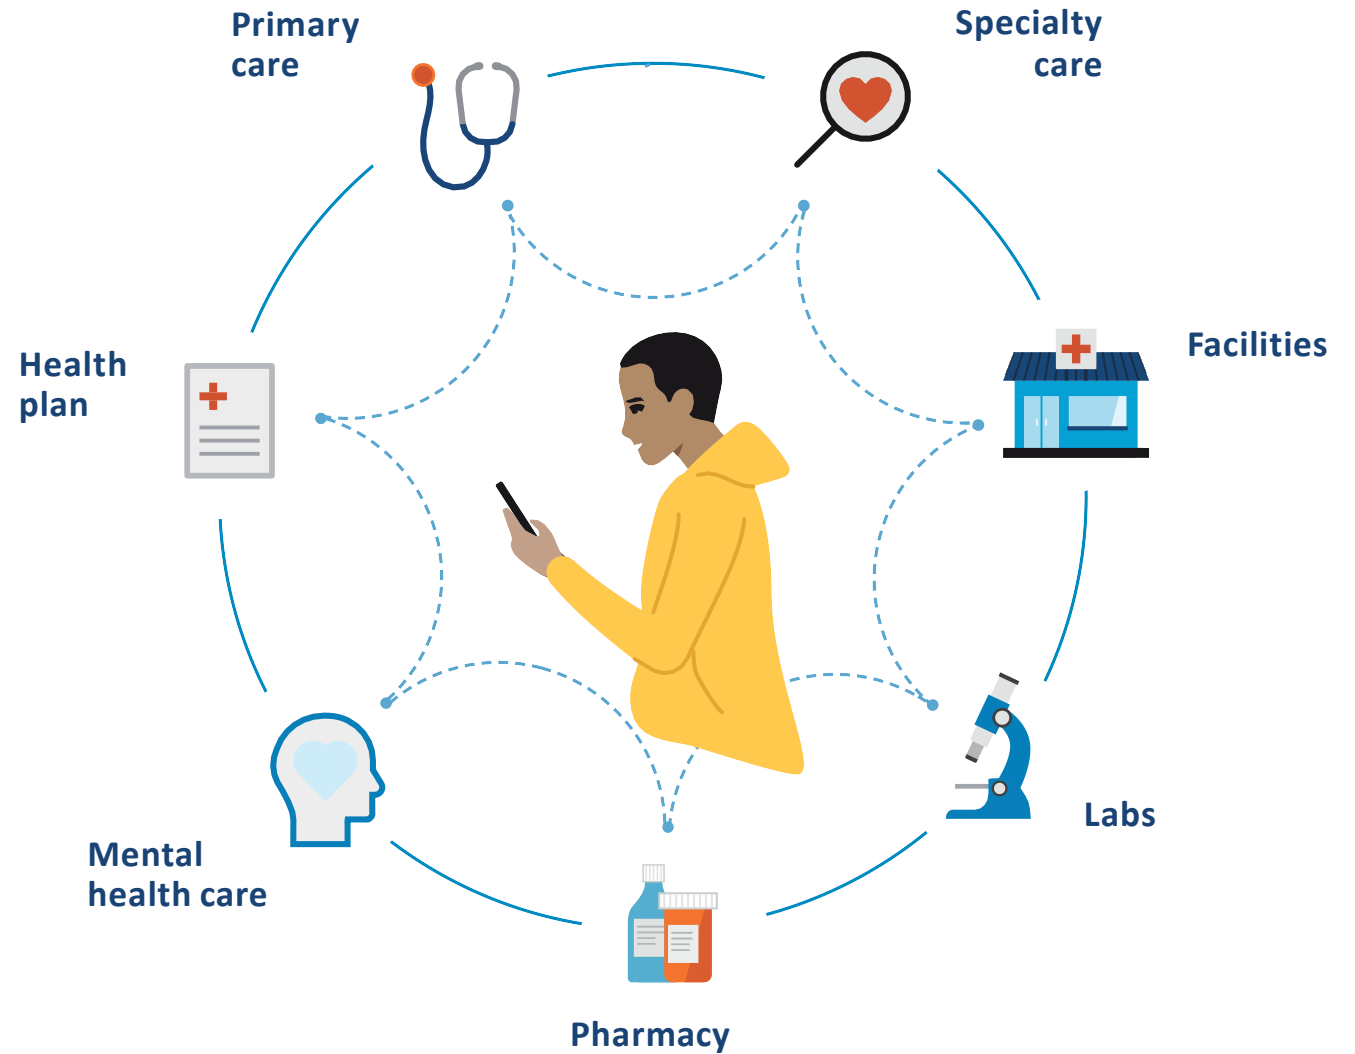 Primary
care
Specialty
care
Facilities
Health
plan
Labs
Mental
health care
Pharmacy